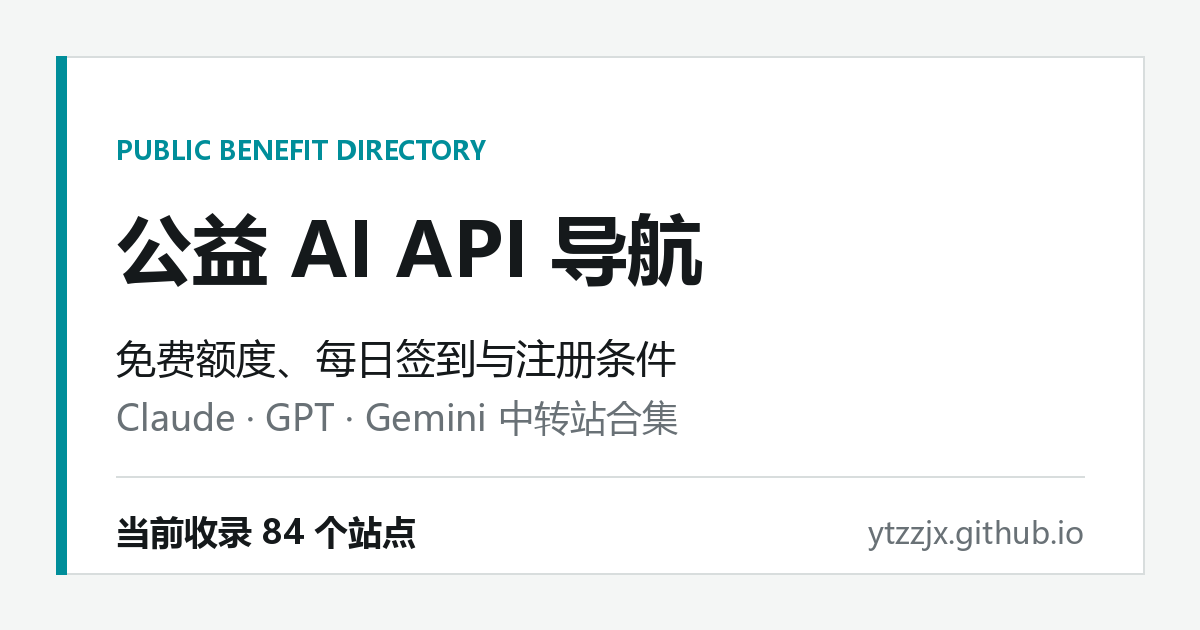 PUBLIC BENEFIT DIRECTORY
公益 AI API 导航
免费额度、每日签到与注册条件
Claude · GPT · Gemini 中转站合集
当前收录 84 个站点
ytzzjx.github.io